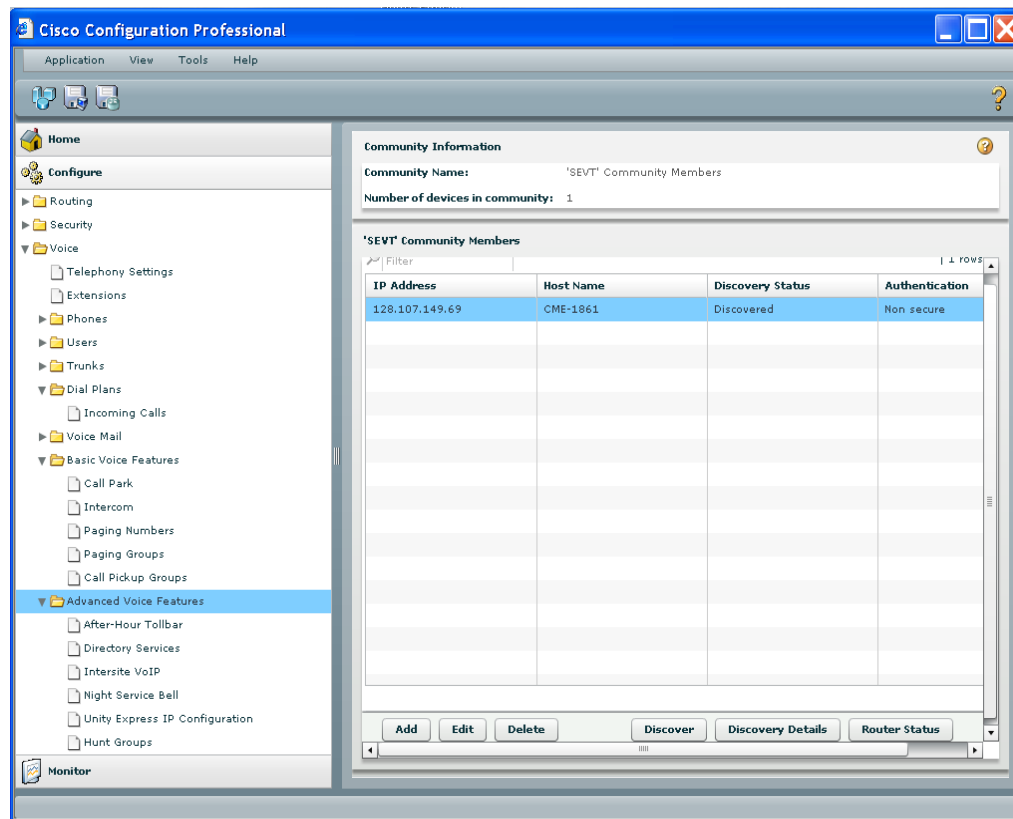 Cisco Configuration Professional
Application View Tools Help
Home
Configure
Routing
Security
Voice
Telephony Settings
Extensions
Phones
Users
Trunks
Dial Plans
Incoming Calls
Voice Mail
Basic Voice Features
Call Park
Intercom
Paging Numbers
Paging Groups
Call Pickup Groups
Advanced Voice Features
After-Hour Tollbar
Directory Services
Intersite VoIP
Night Service Bell
Unity Express IP Configuration
Hunt Groups
Monitor
Community Information
Community Name: 'SEVT' Community Members
Number of devices in community: 1
'SEVT' Community Members
Filter | 1 rows
IP Address Host Name Discovery Status Authentication
128.107.149.69 CME-1861 Discovered Non secure
Add Edit Delete Discover Discovery Details Router Status